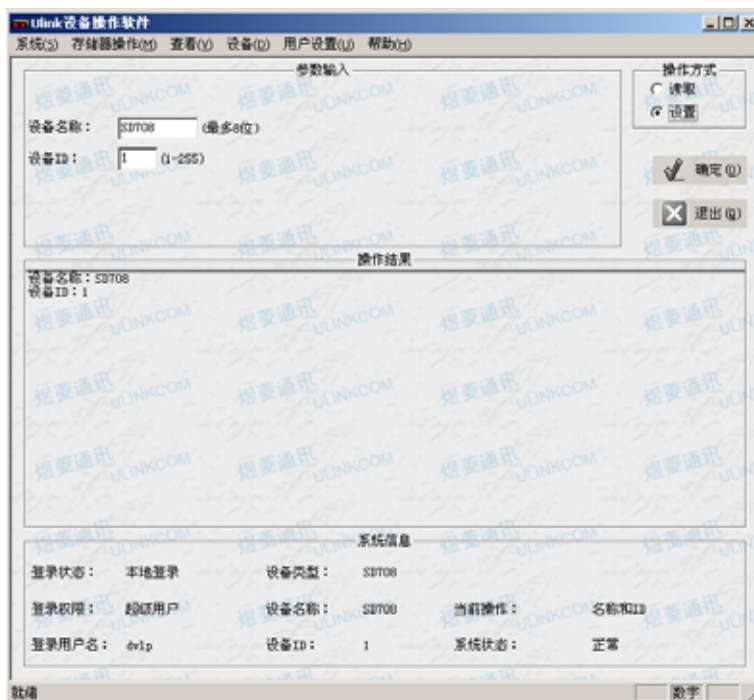 Ulink设备操作软件
系统(S) 存储器操作(M) 查看(V) 设备(D) 用户设置(U) 帮助(H)
参数输入
操作方式
读取
设备名称： SDT08 (最多8位)
设置
设备ID： 1 (1-255)
确定(O)
退出(Q)
操作结果
设备名称：SDT08
设备ID：1
系统信息
登录状态： 本地登录 设备类型： SDT08
登录权限： 超级用户 设备名称： SDT08 当前操作： 名称和ID
登录用户名： dvlp 设备ID： 1 系统状态： 正常
就绪 数字
煜菱通讯 ULINKCOM